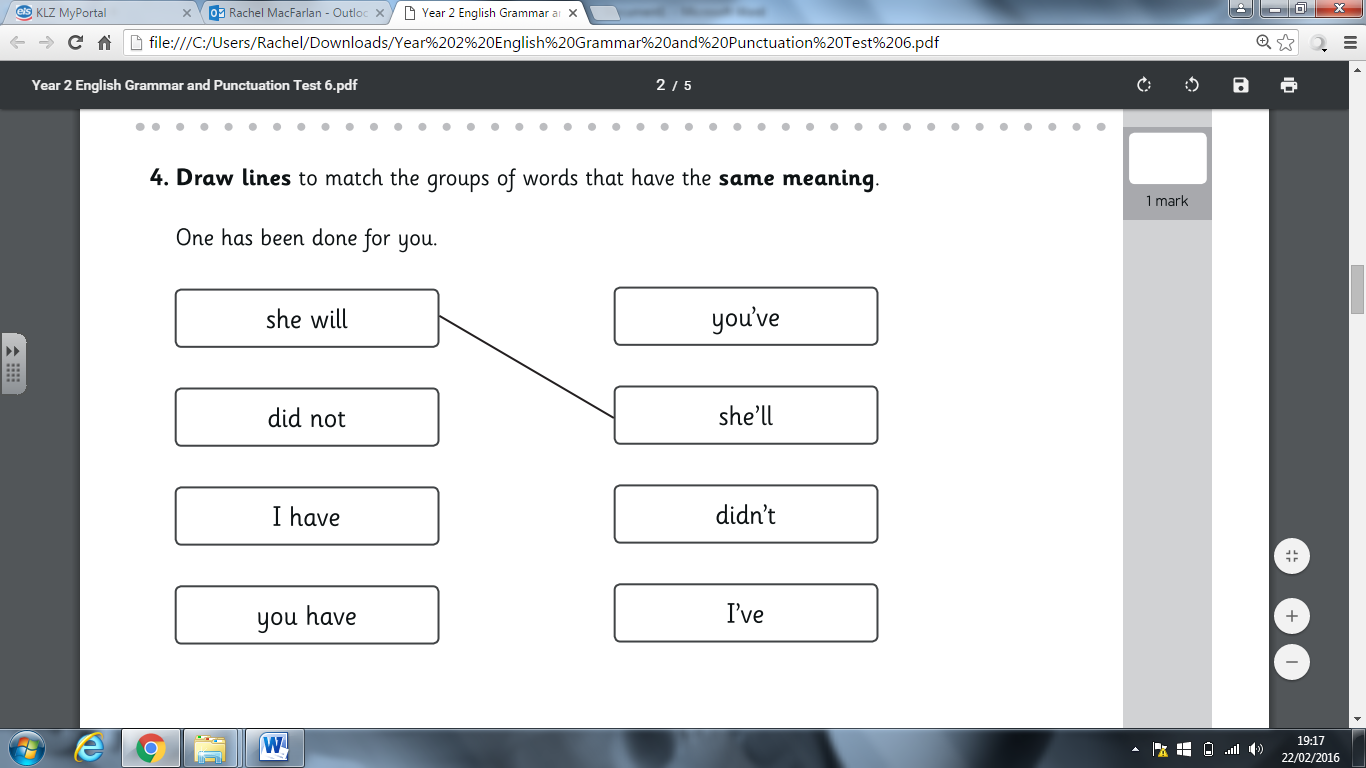 KLZ MyPortal
Rachel MacFarlan - Outloo
Year 2 English Grammar a
file:///C:/Users/Rachel/Downloads/Year%202%20English%20Grammar%20and%20Punctuation%20Test%206.pdf
Year 2 English Grammar and Punctuation Test 6.pdf
2 / 5
4. Draw lines to match the groups of words that have the same meaning.
1 mark
One has been done for you.
she will
you've
did not
she'll
I have
didn't
you have
I've
19:17
22/02/2016